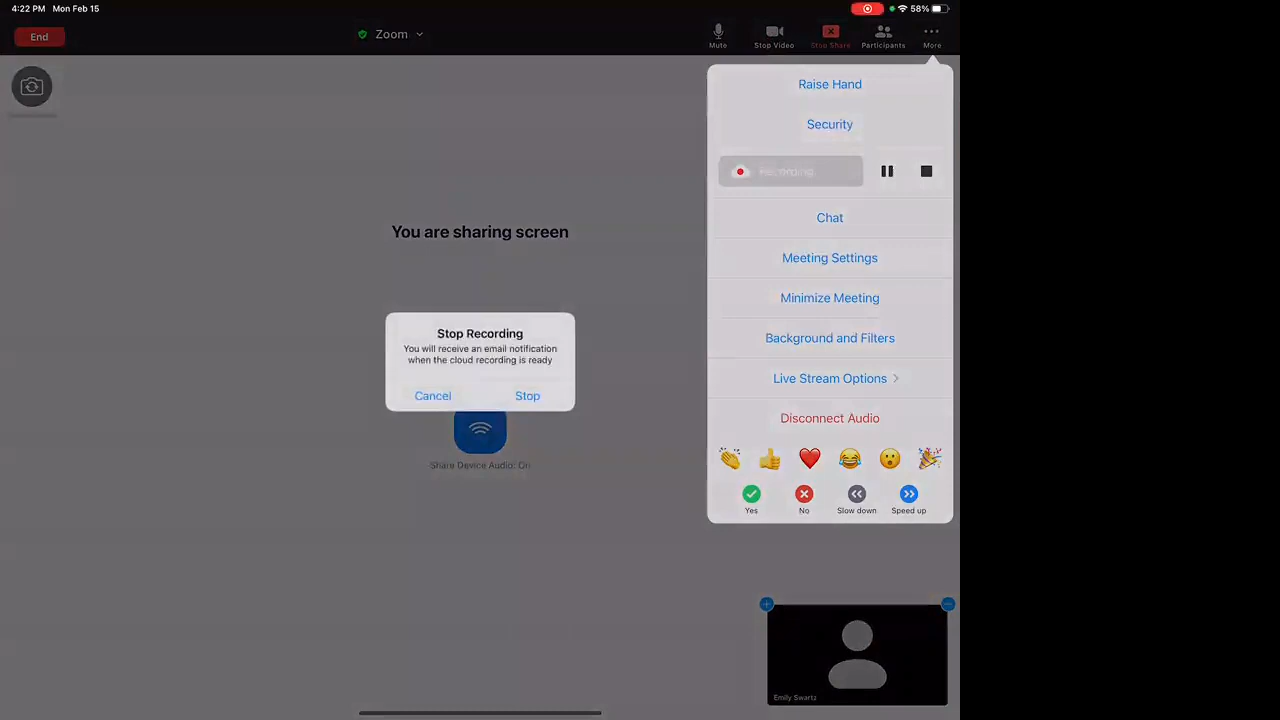 4:22 PM Mon Feb 15
58%
End
Zoom
Mute
Stop Video
Stop Share
Participants
More
Raise Hand
Security
Recording
Chat
Meeting Settings
Minimize Meeting
Background and Filters
Live Stream Options
Disconnect Audio
Yes
No
Slow down
Speed up
You are sharing screen
Stop Recording
You will receive an email notification
when the cloud recording is ready
Cancel
Stop
Share Device Audio: On
Emily Swartz